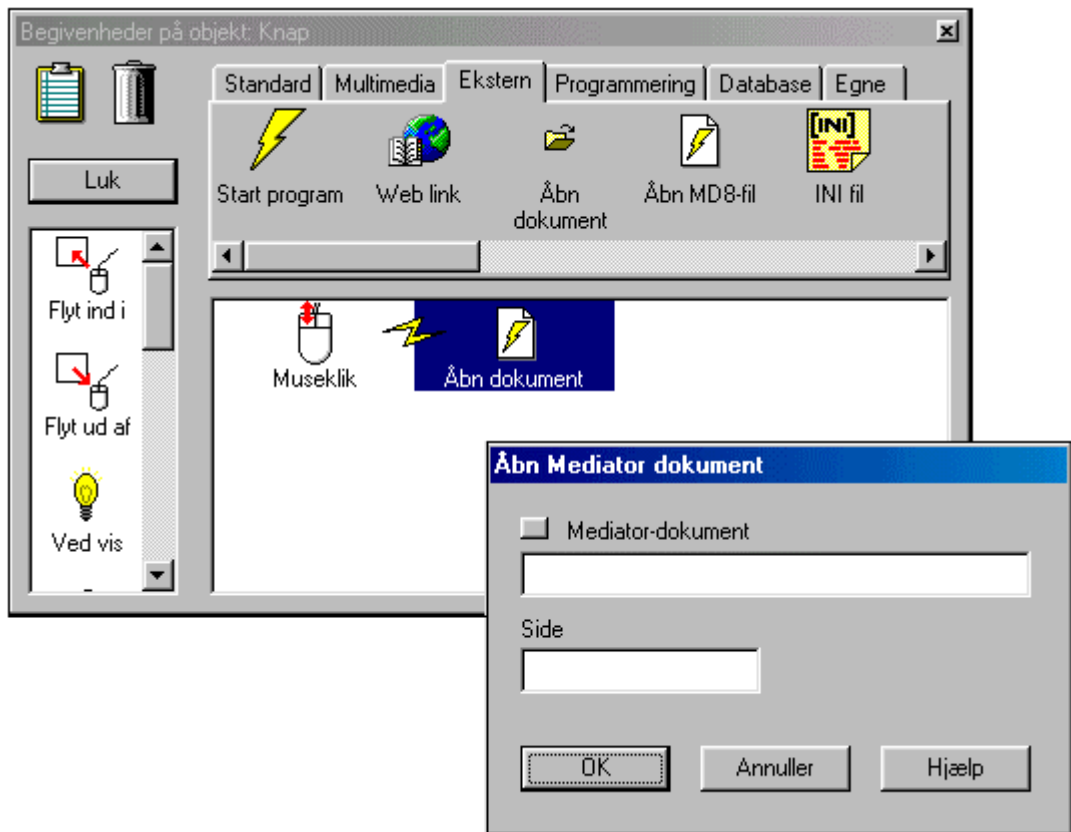 Begivenheder på objekt: Knap
Standard
Multimedia
Ekstern
Programmering
Database
Egne
Luk
Start program
Web link
Åbn
dokument
Åbn MD8-fil
[INI]
INI fil
Flyt ind i
Flyt ud af
Ved vis
Museklik
Åbn dokument
Åbn Mediator dokument
Mediator-dokument
Side
OK
Annuller
Hjælp